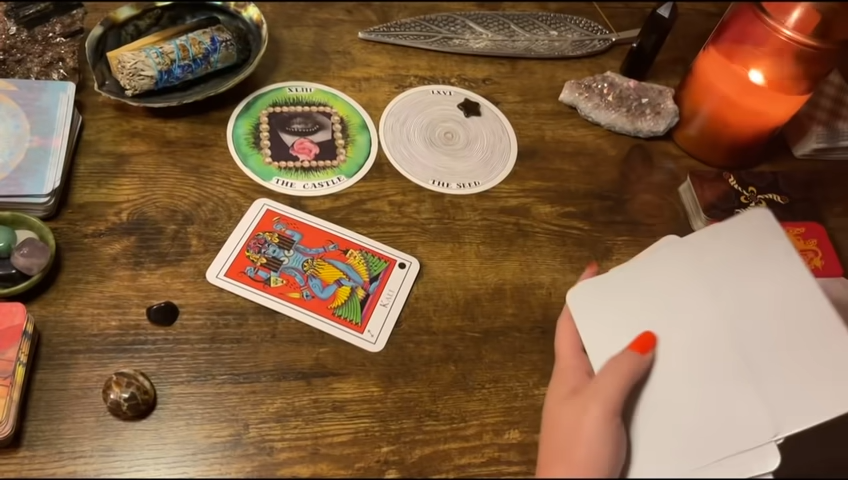 XLIII
THE CASTLE
LXVI
THE SEED
KALI